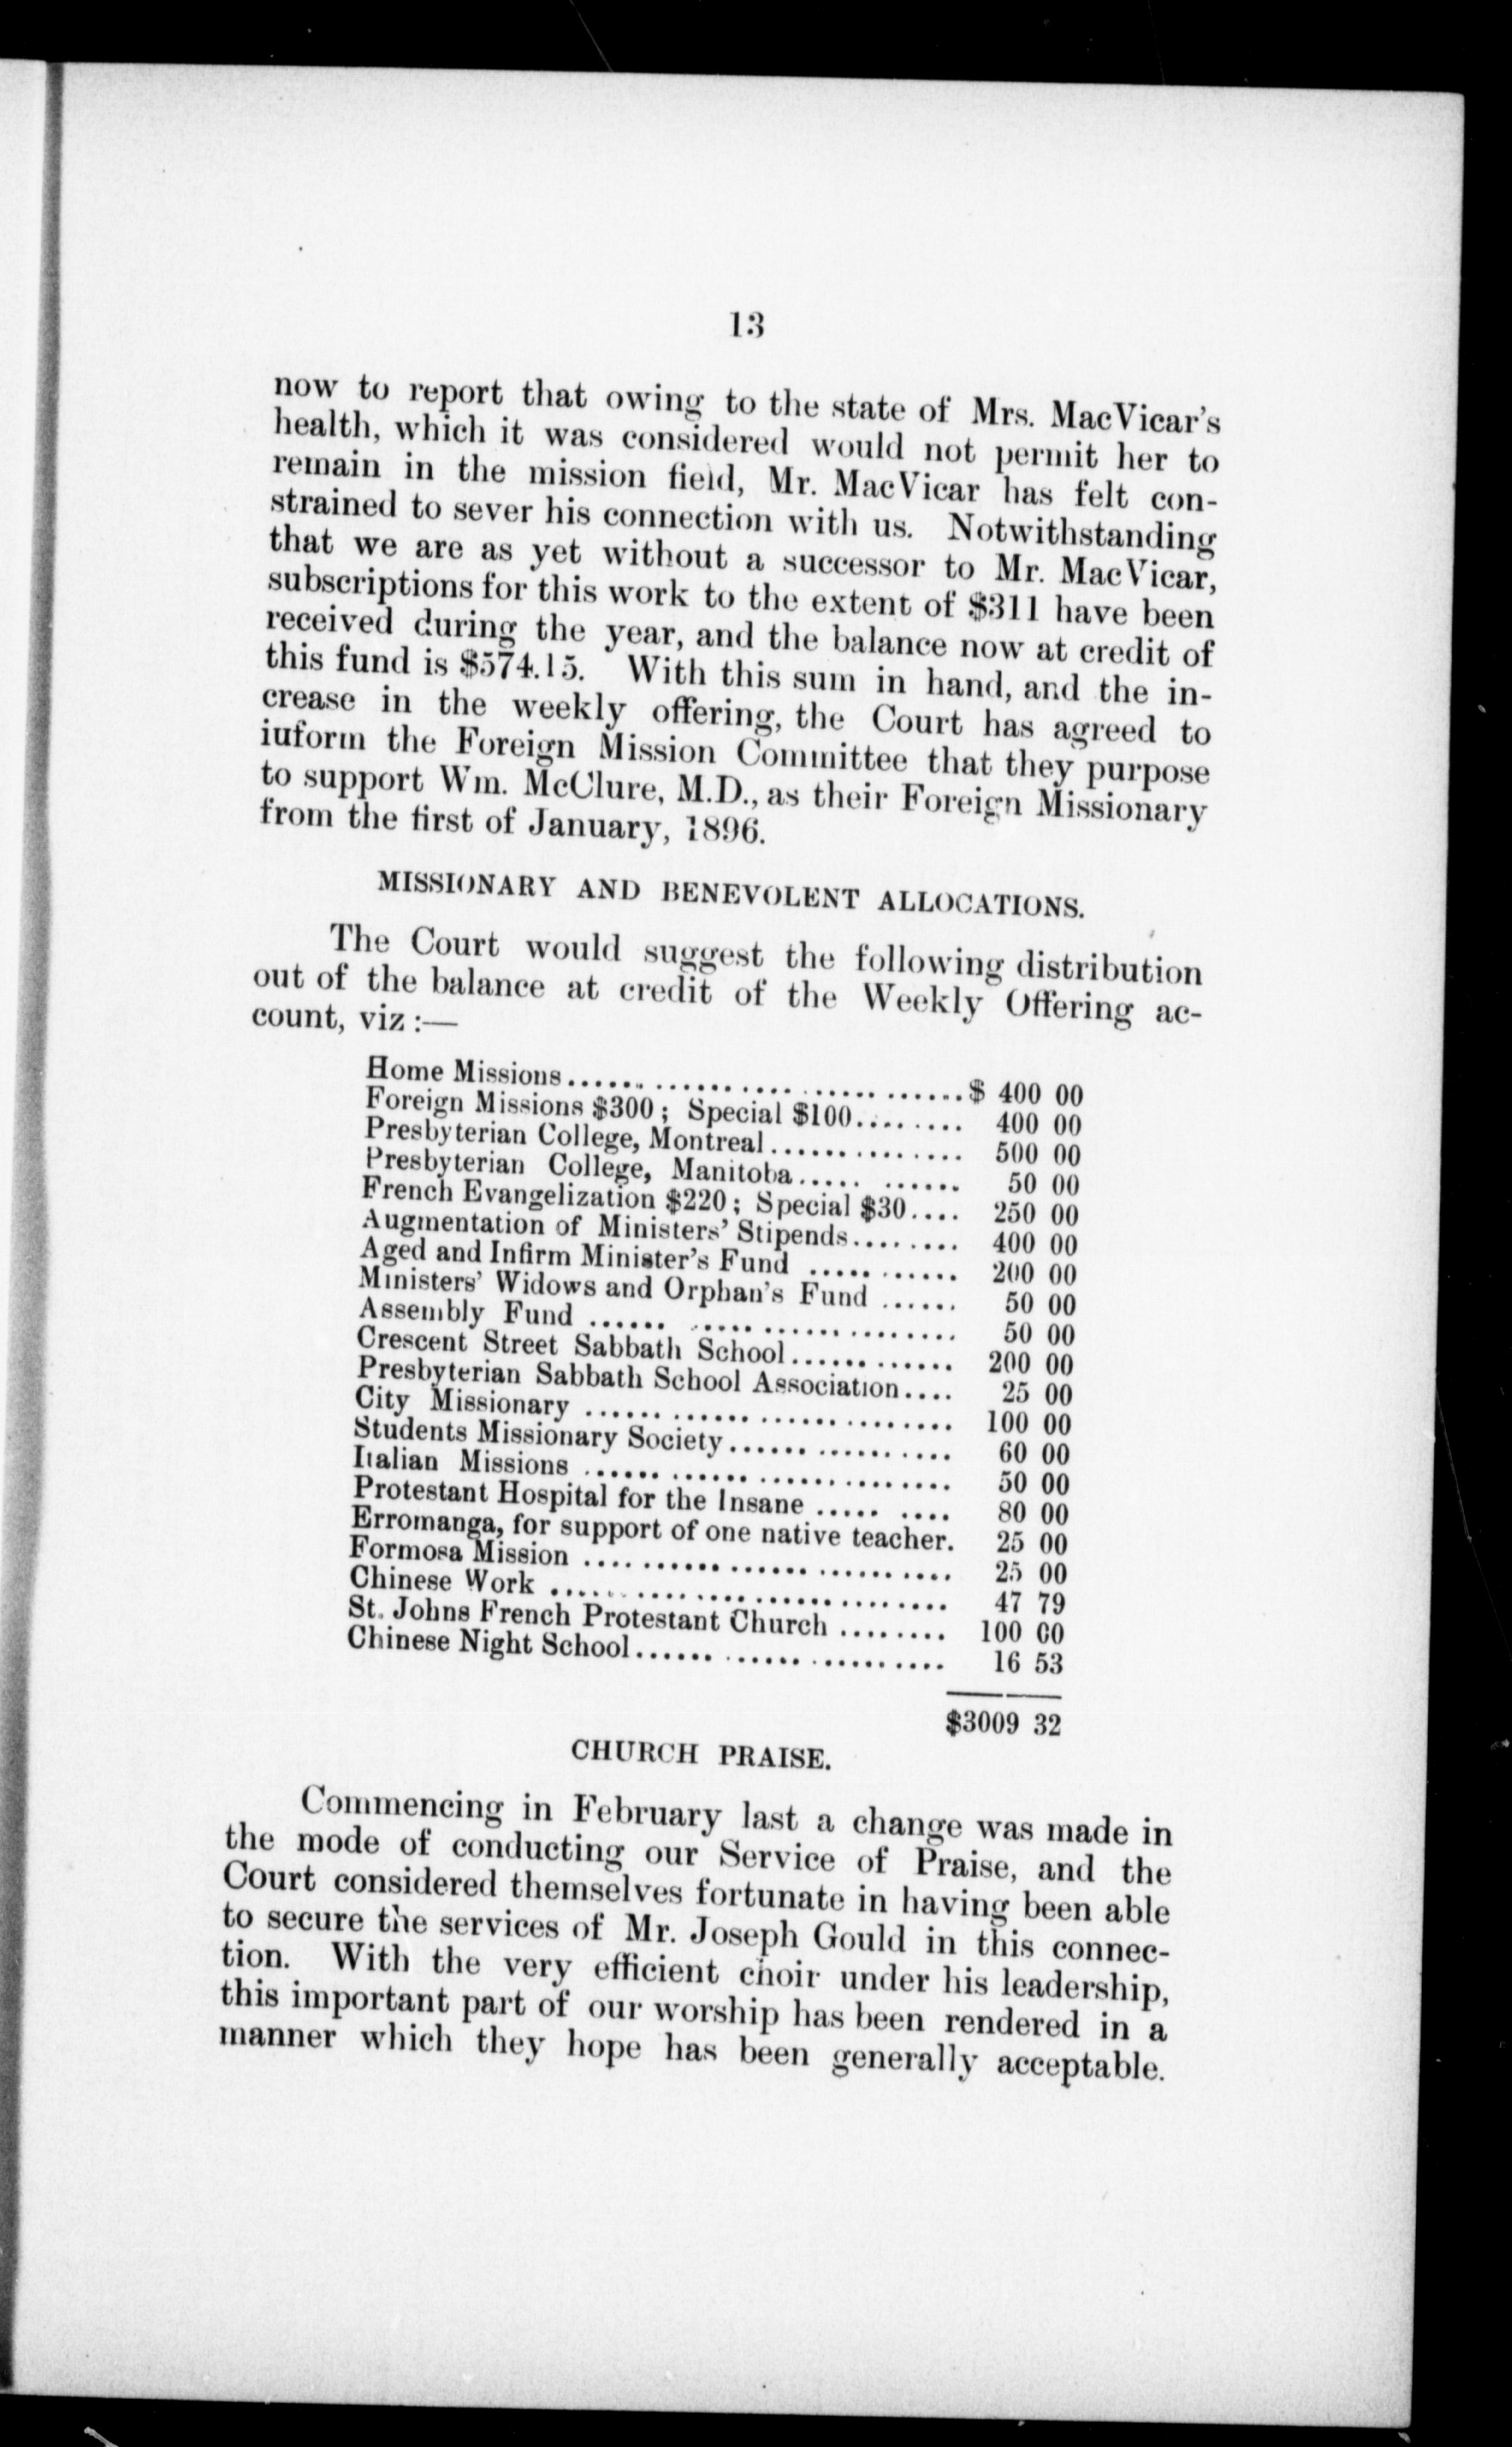 13
now to report that owing to the state of Mrs. MacVicar's
health, which it was considered would not permit her to
remain in the mission field, Mr. MacVicar has felt con-
strained to sever his connection with us. Notwithstanding
that we are as yet without a successor to Mr. MacVicar,
subscriptions for this work to the extent of $311 have been
received during the year, and the balance now at credit of
this fund is $574.15. With this sum in hand, and the in-
crease in the weekly offering, the Court has agreed to
iuform the Foreign Mission Committee that they purpose
to support Wm. McClure, M.D., as their Foreign Missionary
from the first of January, 1896.
MISSIONARY AND BENEVOLENT ALLOCATIONS.
The Court would suggest the following distribution
out of the balance at credit of the Weekly Offering ac-
count, viz :—
Home Missions........................................$ 400 00
Foreign Missions $300 ; Special $100........ 400 00
Presbyterian College, Montreal............... 500 00
Presbyterian College, Manitoba..... ...... 50 00
French Evangelization $220 ; Special $30.... 250 00
Augmentation of Ministers' Stipends......... 400 00
Aged and Infirm Minister's Fund ............ 200 00
Ministers' Widows and Orphan's Fund ...... 50 00
Assembly Fund ...... ..... .................. 50 00
Crescent Street Sabbath School............ 200 00
Presbyterian Sabbath School Association.... 25 00
City Missionary .......................... 100 00
Students Missionary Society................ 60 00
Italian Missions .......................... 50 00
Protestant Hospital for the Insane ..... .... 80 00
Erromanga, for support of one native teacher. 25 00
Formosa Mission .......................... 25 00
Chinese Work ............................ 47 79
St. Johns French Protestant Church ........ 100 00
Chinese Night School...................... 16 53
$3009 32
CHURCH PRAISE.
Commencing in February last a change was made in
the mode of conducting our Service of Praise, and the
Court considered themselves fortunate in having been able
to secure the services of Mr. Joseph Gould in this connec-
tion. With the very efficient choir under his leadership,
this important part of our worship has been rendered in a
manner which they hope has been generally acceptable.